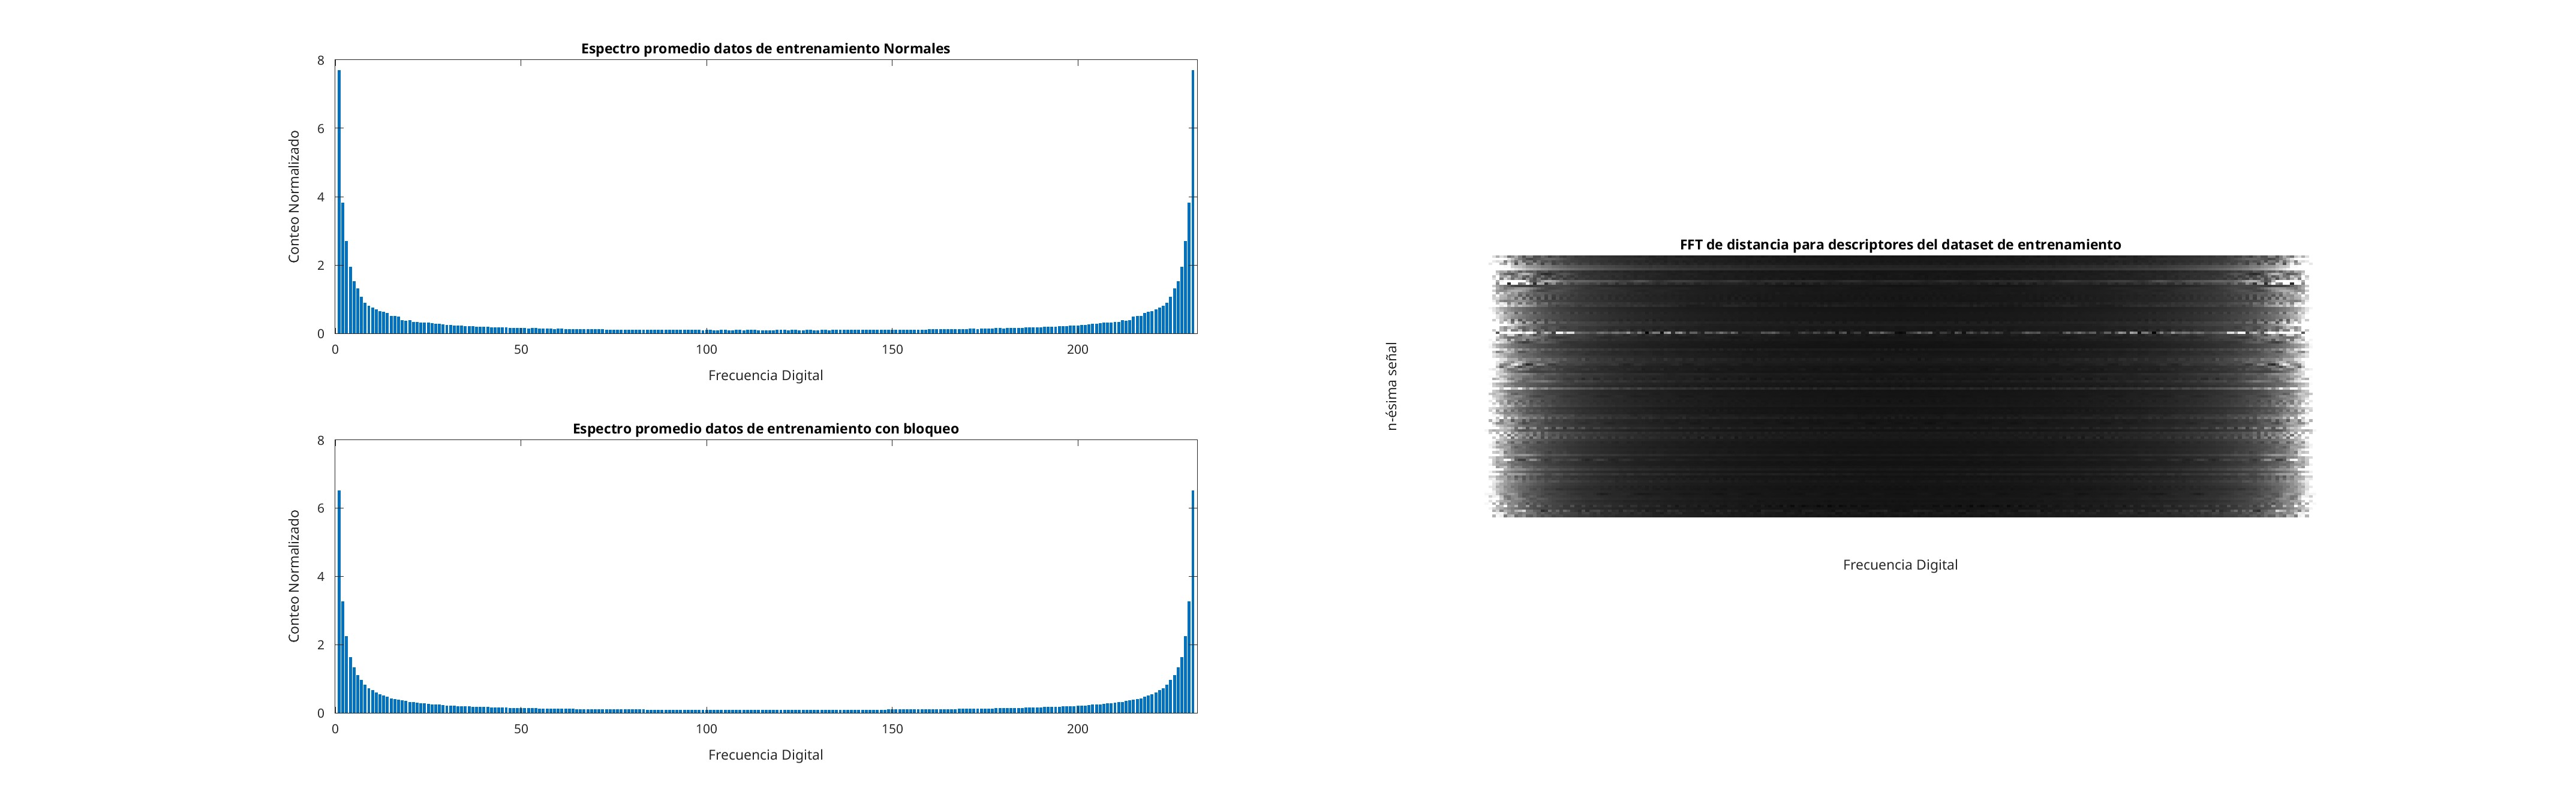 Espectro promedio datos de entrenamiento Normales
Conteo Normalizado
8
6
4
2
0
0 50 100 150 200
Frecuencia Digital
Espectro promedio datos de entrenamiento con bloqueo
Conteo Normalizado
8
6
4
2
0
0 50 100 150 200
Frecuencia Digital
FFT de distancia para descriptores del dataset de entrenamiento
n-ésima señal
Frecuencia Digital